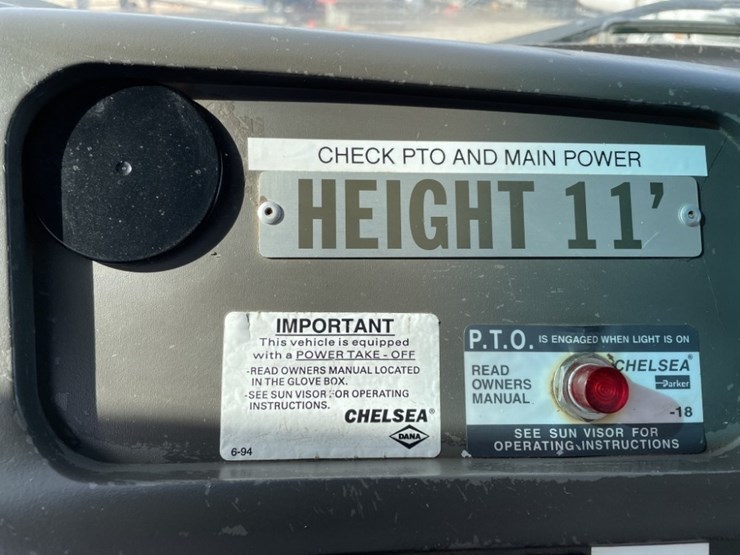 CHECK PTO AND MAIN POWER
HEIGHT 11'
IMPORTANT
This vehicle is equipped
with a POWER TAKE - OFF
-READ OWNERS MANUAL LOCATED
IN THE GLOVE BOX.
-SEE SUN VISOR FOR OPERATING
INSTRUCTIONS.
CHELSEA®
DANA
6-94
P.T.O. IS ENGAGED WHEN LIGHT IS ON
READ
OWNERS
MANUAL
CHELSEA®
Parker
-18
SEE SUN VISOR FOR
OPERATING INSTRUCTIONS